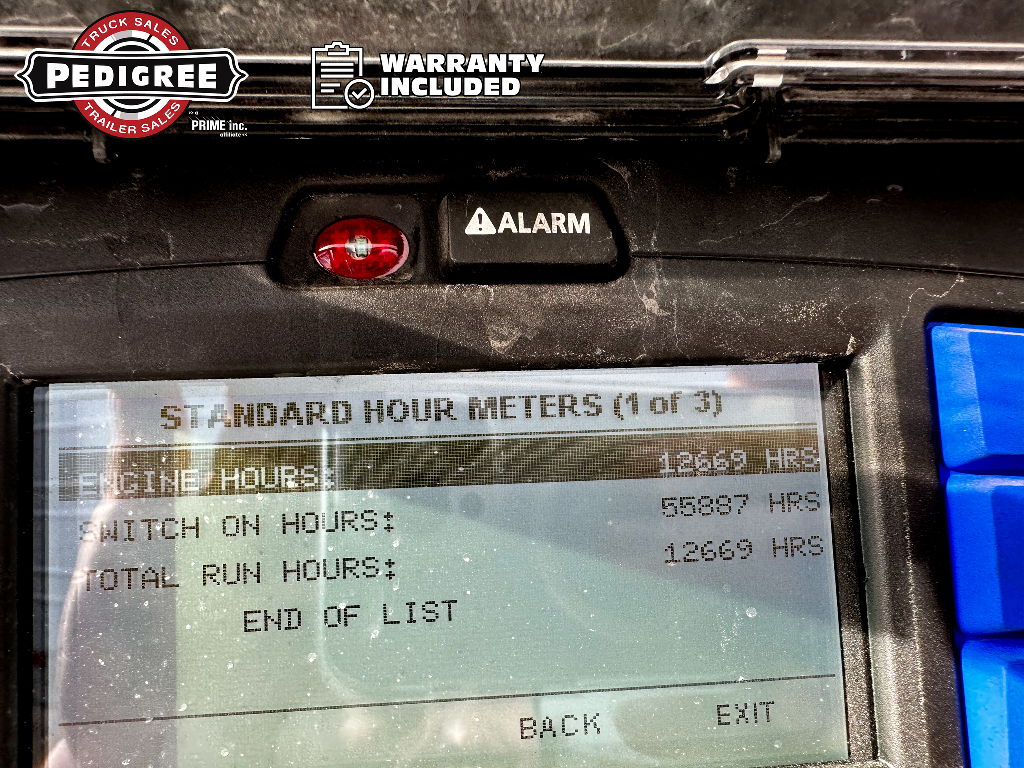 TRUCK SALES
PEDIGREE
TRAILER SALES
>> a
PRIME inc.
affiliate <<
WARRANTY
INCLUDED
ALARM
STANDARD HOUR METERS (1 of 3)
ENGINE HOURS: 12669 HRS
SWITCH ON HOURS: 55887 HRS
TOTAL RUN HOURS: 12669 HRS
END OF LIST
BACK EXIT